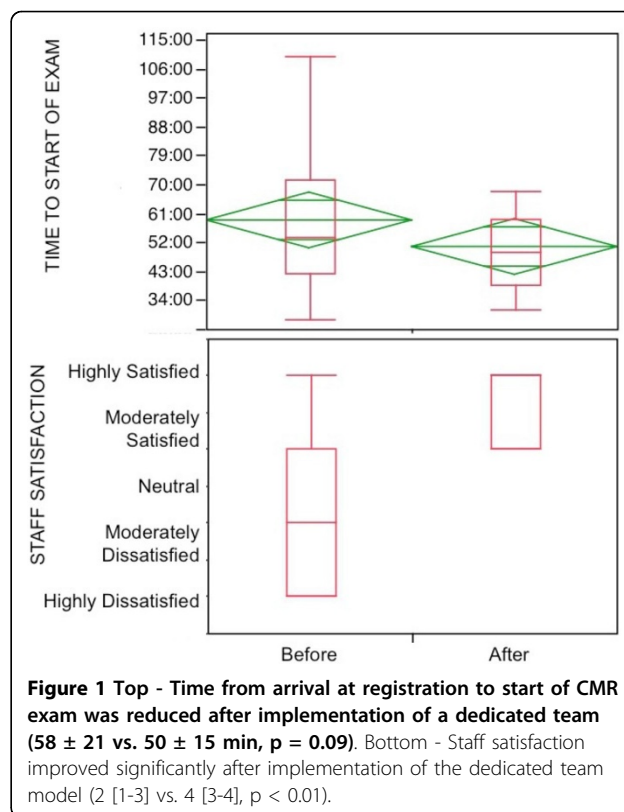 TIME TO START OF EXAM
115:00
106:00
97:00
88:00
79:00
70:00
61:00
52:00
43:00
34:00
STAFF SATISFACTION
Highly Satisfied
Moderately
Satisfied
Neutral
Moderately
Dissatisfied
Highly Dissatisfied
Before
After
Figure 1 Top - Time from arrival at registration to start of CMR
exam was reduced after implementation of a dedicated team
(58 ± 21 vs. 50 ± 15 min, p = 0.09). Bottom - Staff satisfaction
improved significantly after implementation of the dedicated team
model (2 [1-3] vs. 4 [3-4], p < 0.01).